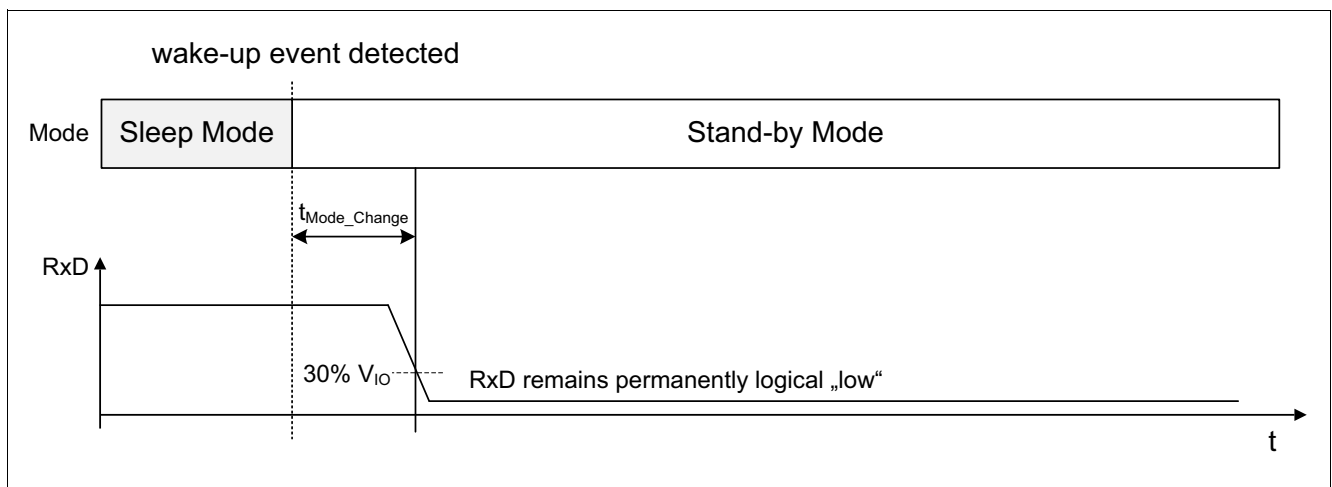 wake-up event detected
Mode
Sleep Mode
Stand-by Mode
tMode_Change
RxD
30% VIO
RxD remains permanently logical „low“
t